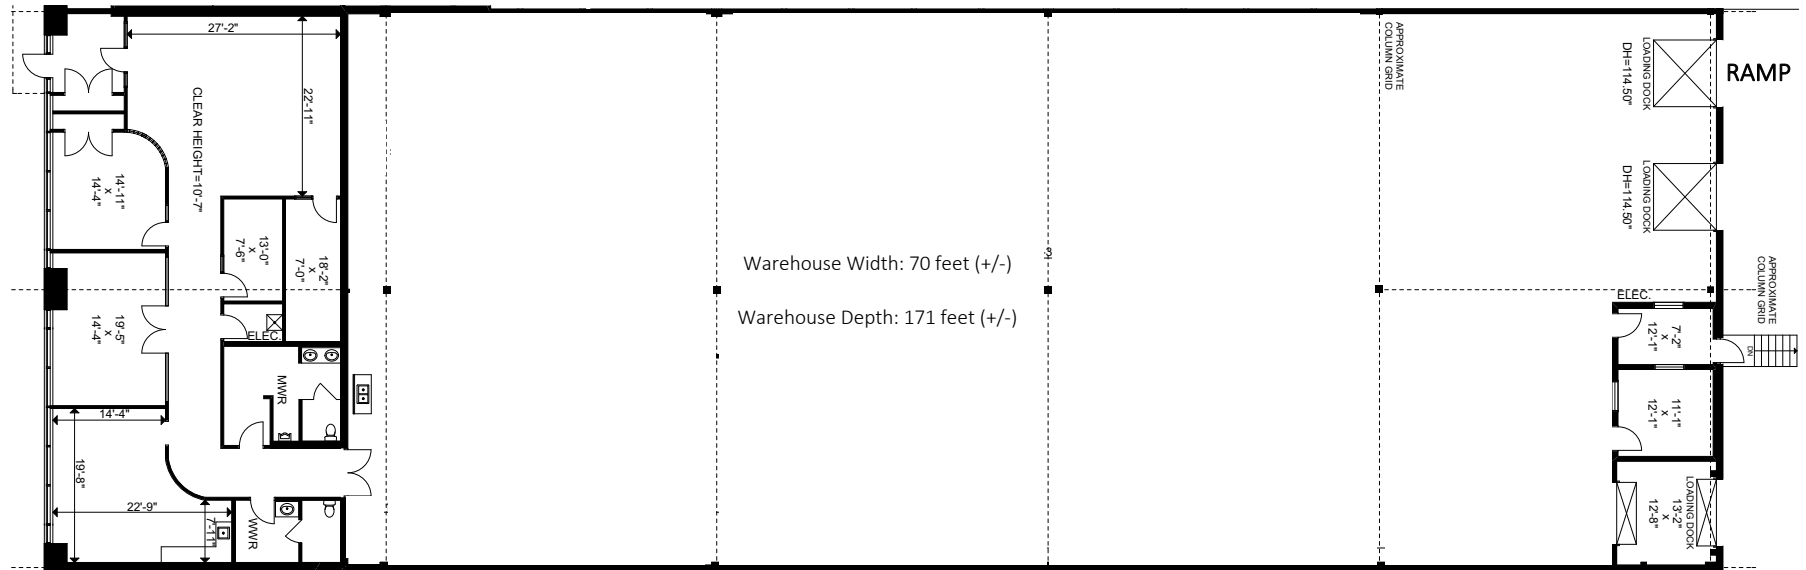 27'-2"
22'-11"
CLEAR HEIGHT=10'-7"
14'-11"
x
14'-4"
13'-0"
x
7'-6"
18'-2"
x
7'-0"
19'-5"
x
14'-4"
ELEC.
MWR
14'-4"
19'-8"
22'-9"
7'-11"
WWR
Warehouse Width: 70 feet (+/-)
Warehouse Depth: 171 feet (+/-)
APPROXIMATE
COLUMN GRID
LOADING DOCK
DH=114.50"
RAMP
LOADING DOCK
DH=114.50"
APPROXIMATE
COLUMN GRID
ELEC.
7'-2"
x
12'-1"
DN
11'-1"
x
12'-1"
LOADING DOCK
13'-2"
x
12'-8"